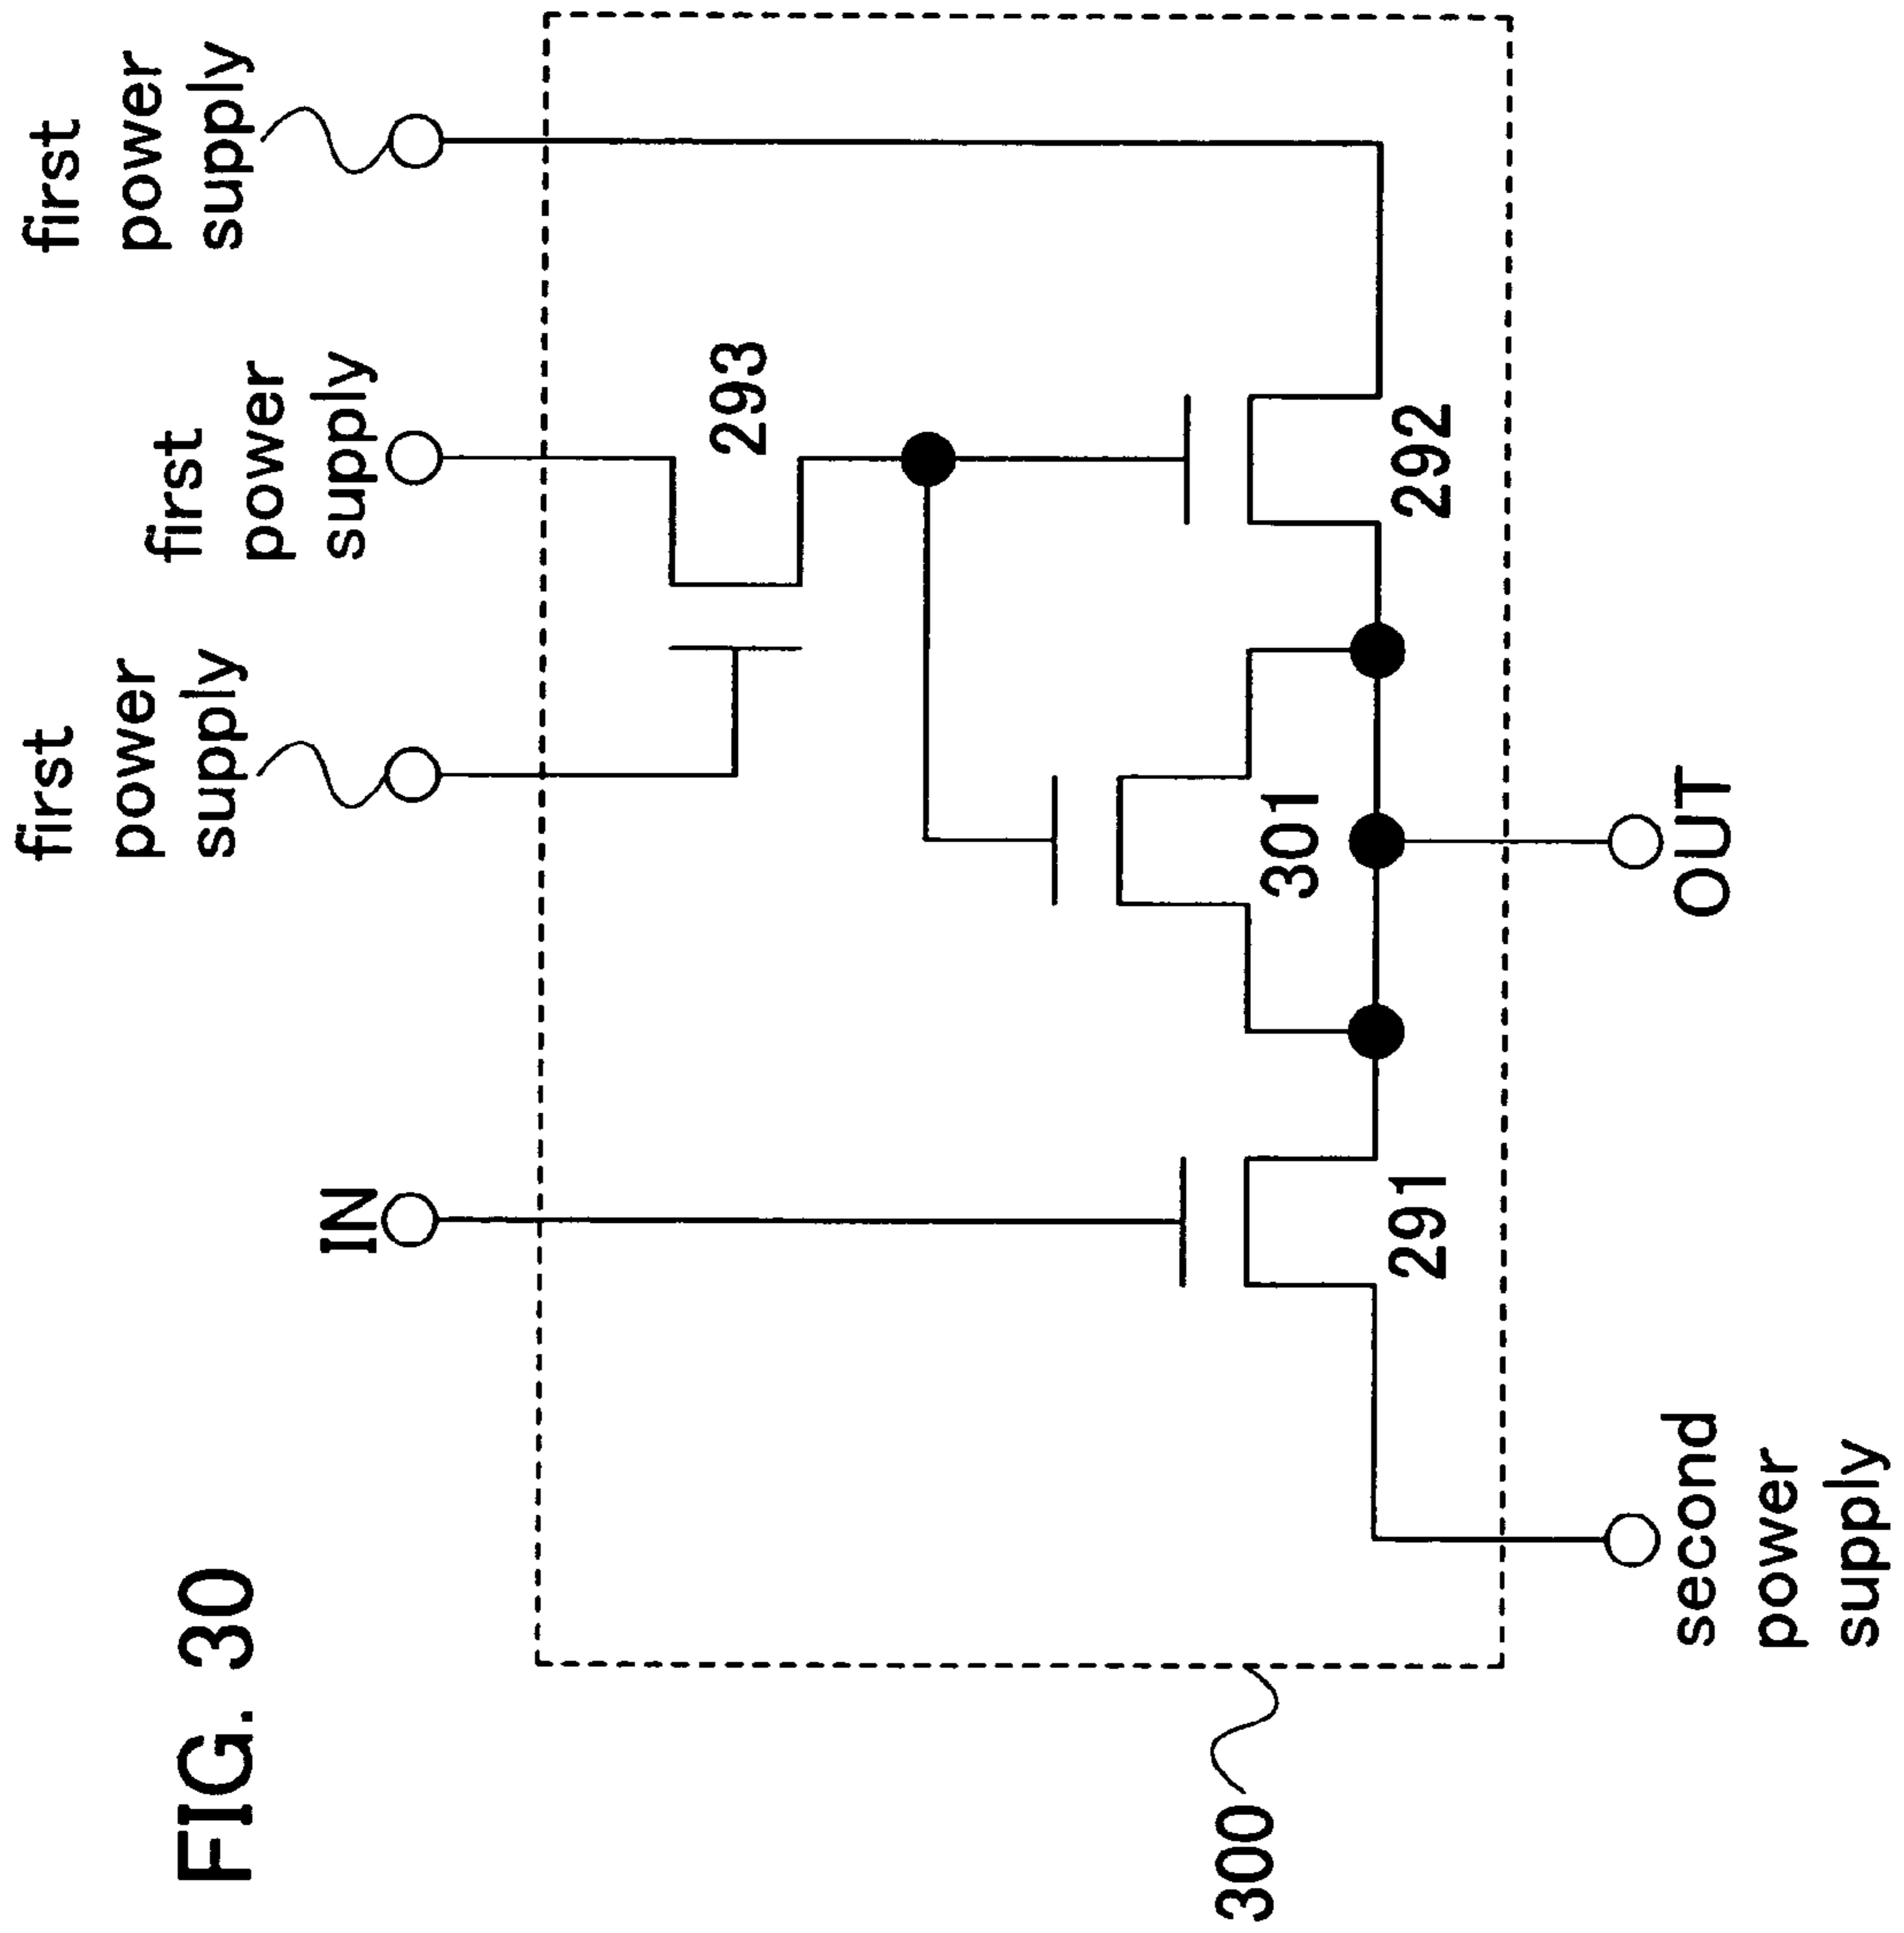 FIG. 30
first
power
supply
first
power
supply
first
power
supply
IN
293
301
292
291
300
OUT
second
power
supply